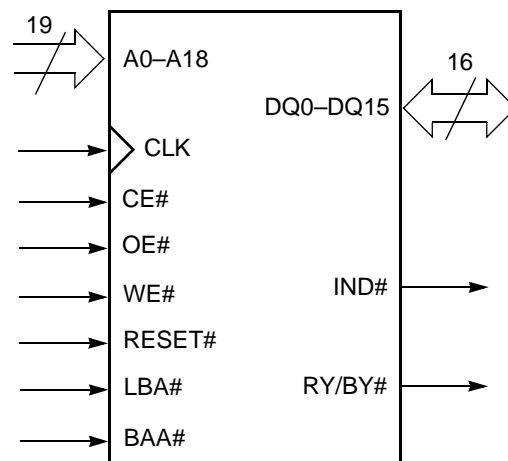 19
A0–A18
16
DQ0–DQ15
CLK
CE#
OE#
WE#
IND#
RESET#
LBA#
RY/BY#
BAA#